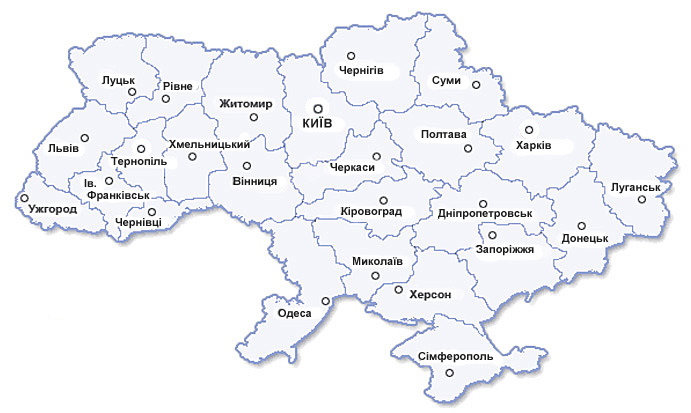 Чернігів
Луцьк
Рівне
Суми
Житомир
КИЇВ
Львів
Тернопіль
Хмельницький
Полтава
Харків
Черкаси
Вінниця
Ів.
Франківськ
Луганськ
Ужгород
Чернівці
Кіровоград
Дніпропетровськ
Донецьк
Запоріжжя
Миколаїв
Херсон
Одеса
Сімферополь